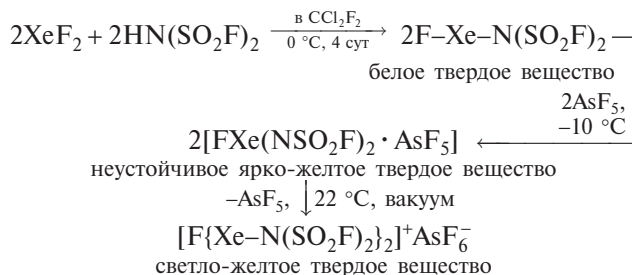 2XeF₂ + 2HN(SO₂F)₂ в CCl₂F₂ 0 °C, 4 сут → 2F–Xe–N(SO₂F)₂ —
белое твердое вещество
2AsF₅, –10 °C
2[FXe(NSO₂F)₂ · AsF₅] ←
неустойчивое ярко-желтое твердое вещество
–AsF₅, ↓ 22 °C, вакуум
[F{Xe–N(SO₂F)₂}₂]⁺AsF₆⁻
светло-желтое твердое вещество